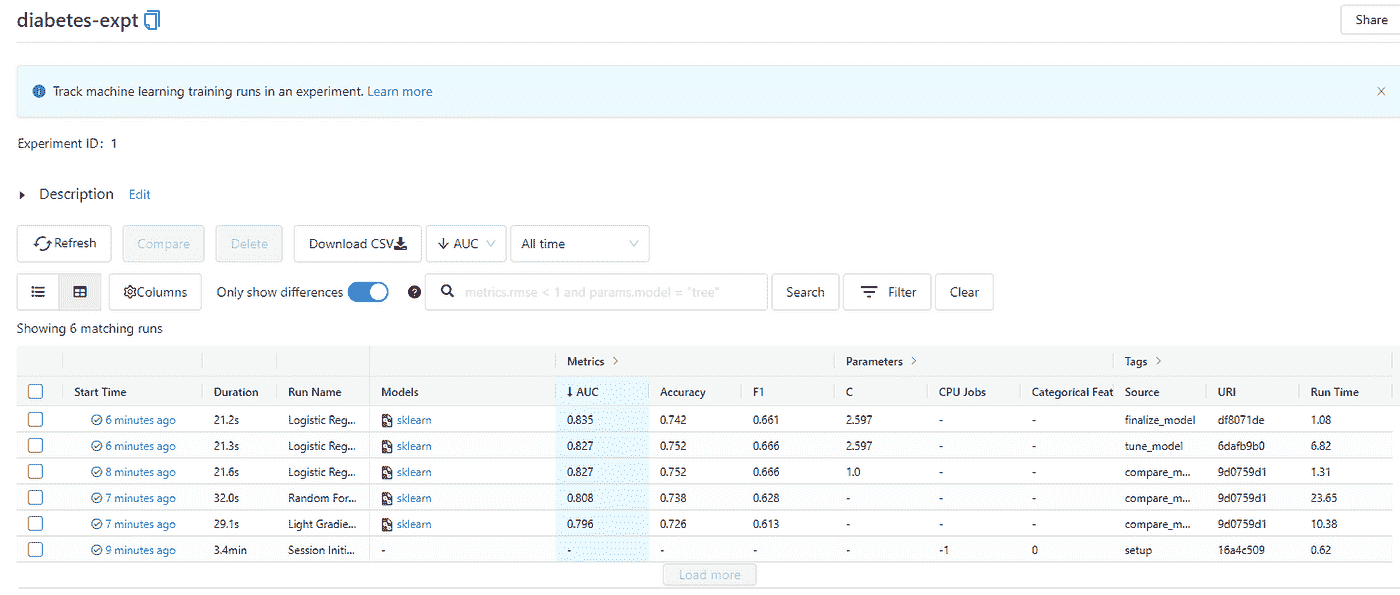 diabetes-expt
Share
Track machine learning training runs in an experiment. Learn more
Experiment ID: 1
Description Edit
Refresh Compare Delete Download CSV AUC All time
Columns Only show differences metrics.rmse < 1 and params.model = "tree" Search Filter Clear
Showing 6 matching runs
Metrics Parameters Tags
Start Time Duration Run Name Models AUC Accuracy F1 C CPU Jobs Categorical Feat Source URI Run Time
6 minutes ago 21.2s Logistic Reg... sklearn 0.835 0.742 0.661 2.597 - - finalize_model df8071de 1.08
6 minutes ago 21.3s Logistic Reg... sklearn 0.827 0.752 0.666 2.597 - - tune_model 6dafb9b0 6.82
8 minutes ago 21.6s Logistic Reg... sklearn 0.827 0.752 0.666 1.0 - - compare_m... 9d0759d1 1.31
7 minutes ago 32.0s Random For... sklearn 0.808 0.738 0.628 - - - compare_m... 9d0759d1 23.65
7 minutes ago 29.1s Light Gradie... sklearn 0.796 0.726 0.613 - - - compare_m... 9d0759d1 10.38
9 minutes ago 3.4min Session Initi... - - - - - -1 0 setup 16a4c509 0.62
Load more